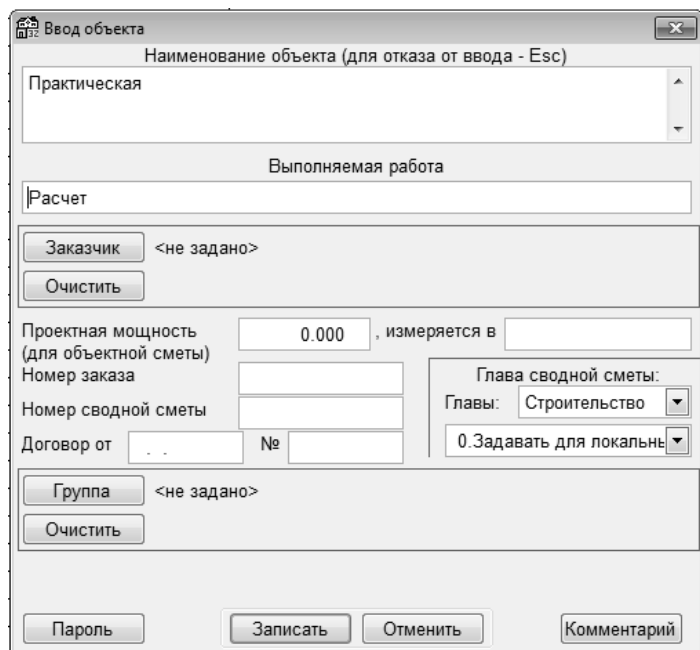 Ввод объекта
Наименование объекта (для отказа от ввода - Esc)
Практическая
Выполняемая работа
Расчет
Заказчик <не задано>
Очистить
Проектная мощность 0.000 , измеряется в
(для объектной сметы)
Номер заказа
Глава сводной сметы:
Номер сводной сметы
Главы: Строительство
Договор от . . №
0.Задавать для локальнь
Группа <не задано>
Очистить
Пароль Записать Отменить Комментарий